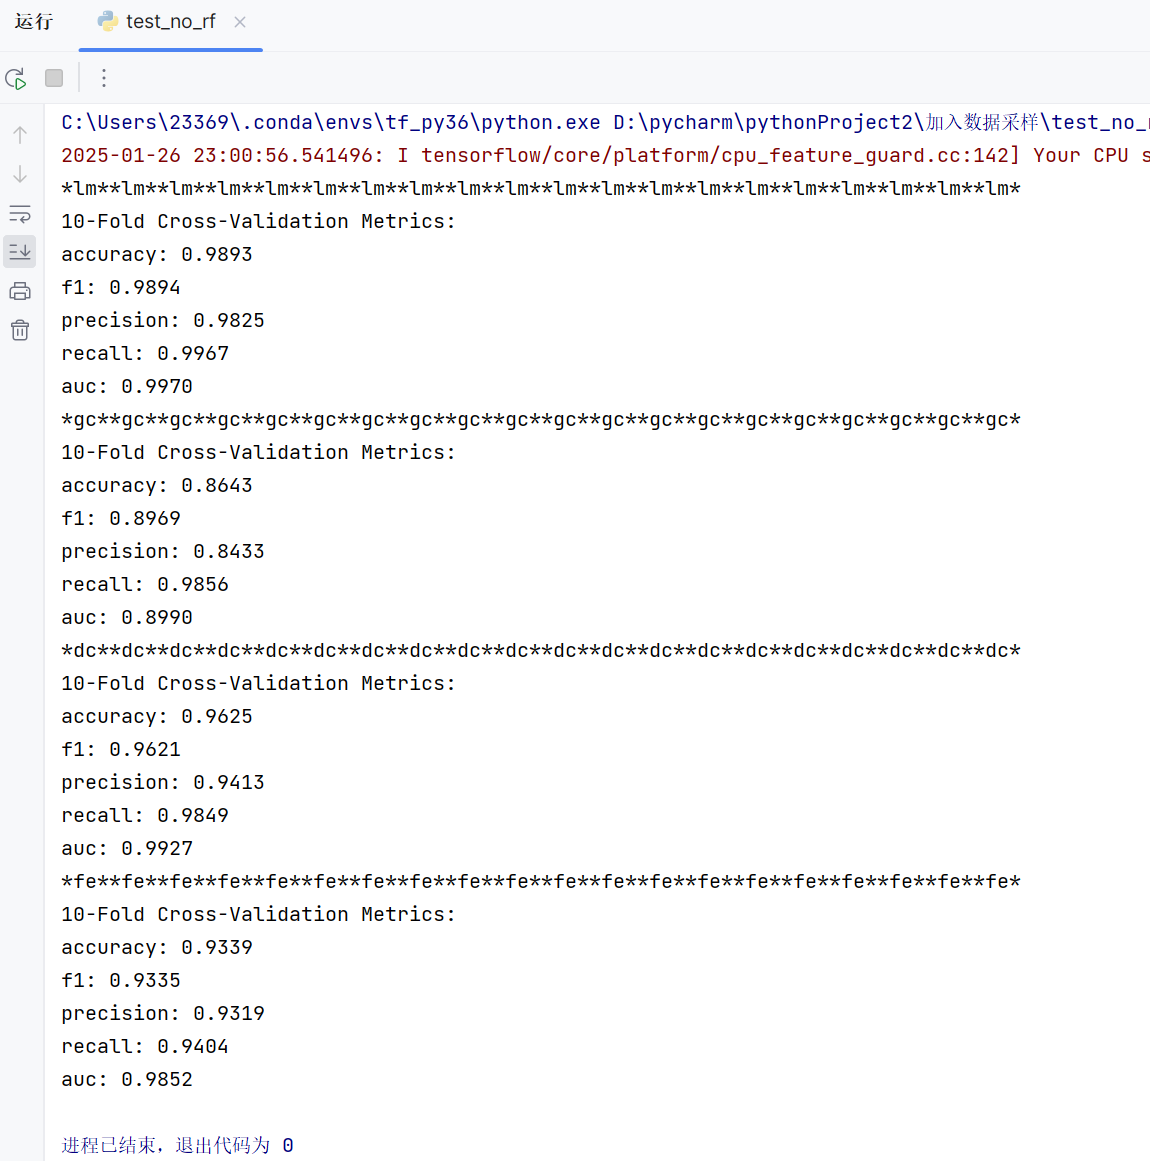 运行 test_no_rf
C:\Users\23369\.conda\envs\tf_py36\python.exe D:\pycharm\pythonProject2\加入数据采样\test_no_
2025-01-26 23:00:56.541496: I tensorflow/core/platform/cpu_feature_guard.cc:142] Your CPU s
*lm**lm**lm**lm**lm**lm**lm**lm**lm**lm**lm**lm**lm**lm**lm**lm**lm**lm**lm**lm*
10-Fold Cross-Validation Metrics:
accuracy: 0.9893
f1: 0.9894
precision: 0.9825
recall: 0.9967
auc: 0.9970
*gc**gc**gc**gc**gc**gc**gc**gc**gc**gc**gc**gc**gc**gc**gc**gc**gc**gc**gc**gc*
10-Fold Cross-Validation Metrics:
accuracy: 0.8643
f1: 0.8969
precision: 0.8433
recall: 0.9856
auc: 0.8990
*dc**dc**dc**dc**dc**dc**dc**dc**dc**dc**dc**dc**dc**dc**dc**dc**dc**dc**dc**dc*
10-Fold Cross-Validation Metrics:
accuracy: 0.9625
f1: 0.9621
precision: 0.9413
recall: 0.9849
auc: 0.9927
*fe**fe**fe**fe**fe**fe**fe**fe**fe**fe**fe**fe**fe**fe**fe**fe**fe**fe**fe**fe*
10-Fold Cross-Validation Metrics:
accuracy: 0.9339
f1: 0.9335
precision: 0.9319
recall: 0.9404
auc: 0.9852
进程已结束，退出代码为 0